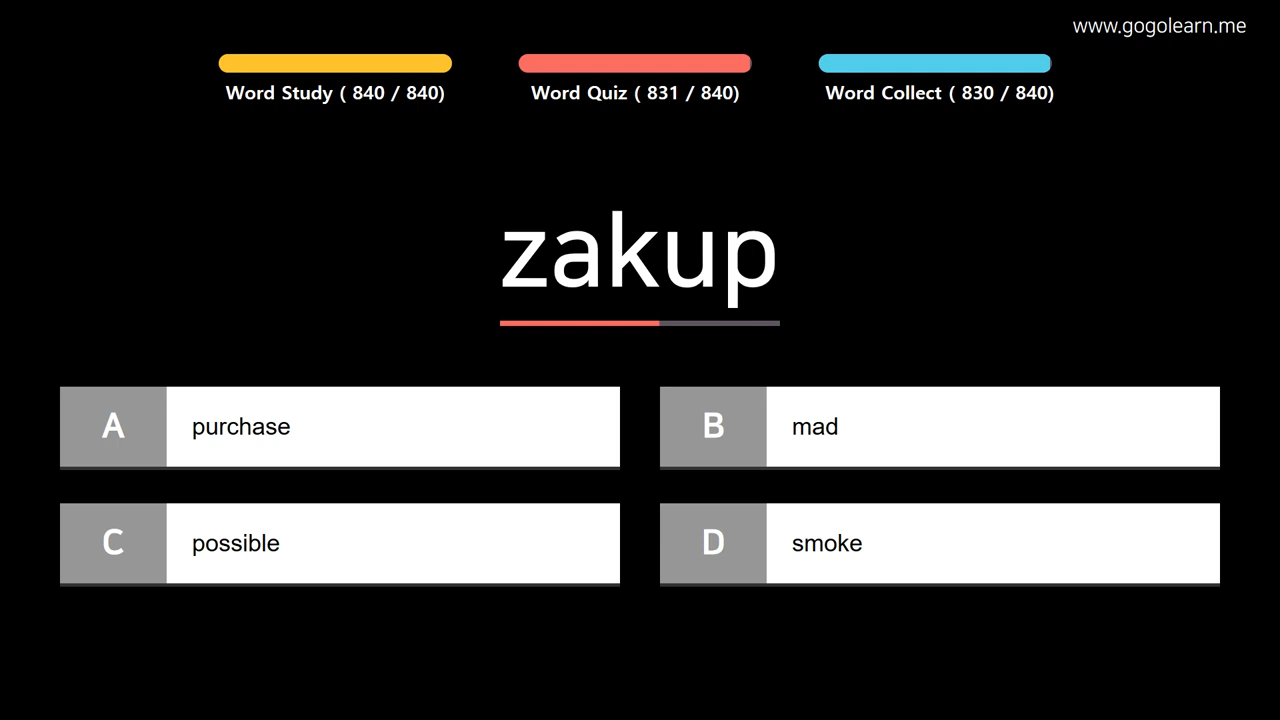 www.gogolearn.me
Word Study ( 840 / 840)
Word Quiz ( 831 / 840)
Word Collect ( 830 / 840)
zakup
A purchase
B mad
C possible
D smoke